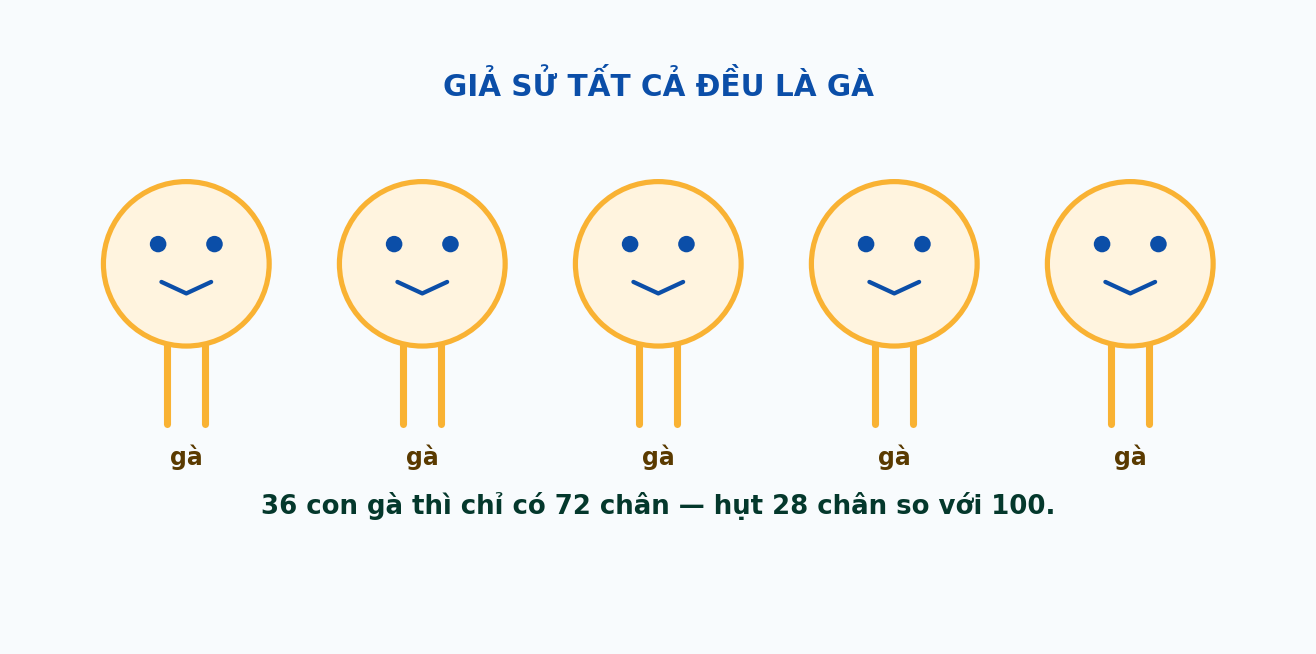 GIẢ SỬ TẤT CẢ ĐỀU LÀ GÀ
gà gà gà gà gà
36 con gà thì chỉ có 72 chân — hụt 28 chân so với 100.